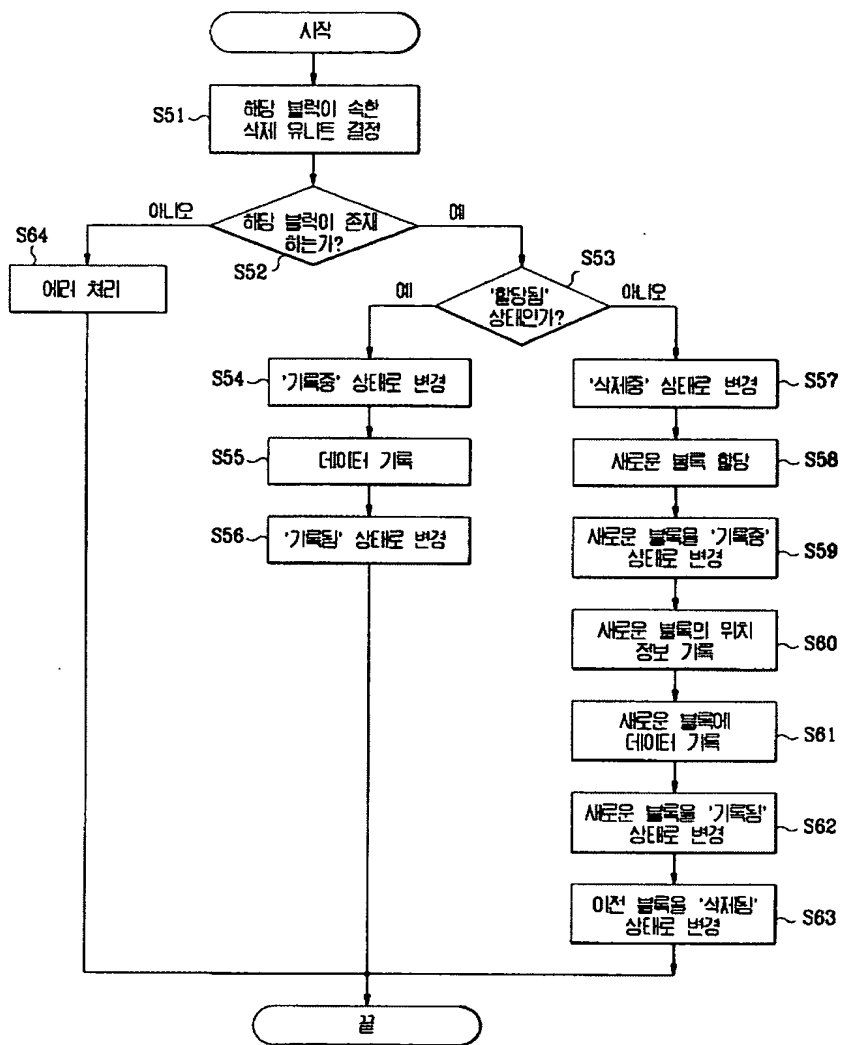 시작
S51
해당 블럭이 속한
삭제 유니트 결정
아니오
해당 블럭이 존재
하는가?
예
S52
S64
에러 처리
S53
예
'할당됨'
상태인가?
아니오
S54
'기록중' 상태로 변경
S57
'삭제중' 상태로 변경
S55
데이터 기록
S58
새로운 블록 할당
S56
'기록됨' 상태로 변경
새로운 블록을 '기록중'
상태로 변경
S59
새로운 블록의 위치
정보 기록
S60
새로운 블록에
데이터 기록
S61
새로운 블록을 '기록됨'
상태로 변경
S62
이전 블록을 '삭제됨'
상태로 변경
S63
끝